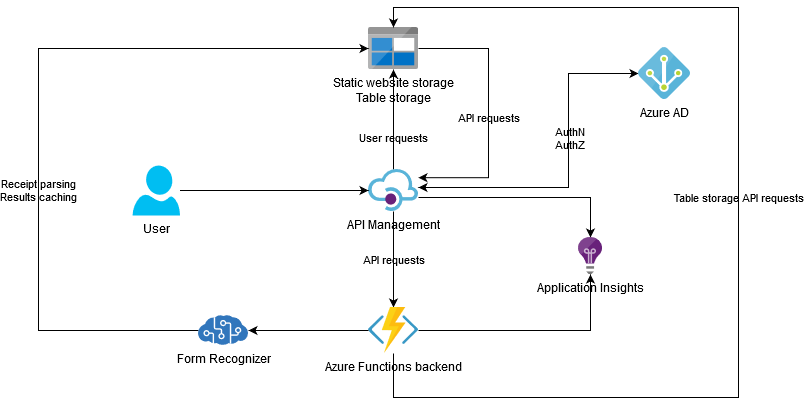 Static website storage
Table storage
API requests
User requests
Azure AD
AuthN
AuthZ
Receipt parsing
Results caching
User
API Management
Table storage API requests
API requests
Application Insights
Form Recognizer
Azure Functions backend